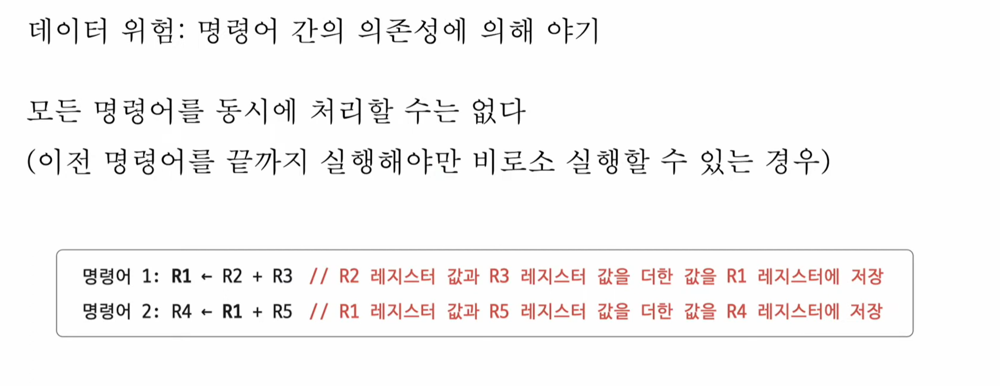 데이터 위험: 명령어 간의 의존성에 의해 야기
모든 명령어를 동시에 처리할 수는 없다
(이전 명령어를 끝까지 실행해야만 비로소 실행할 수 있는 경우)
명령어 1: R1 ← R2 + R3 // R2 레지스터 값과 R3 레지스터 값을 더한 값을 R1 레지스터에 저장
명령어 2: R4 ← R1 + R5 // R1 레지스터 값과 R5 레지스터 값을 더한 값을 R4 레지스터에 저장